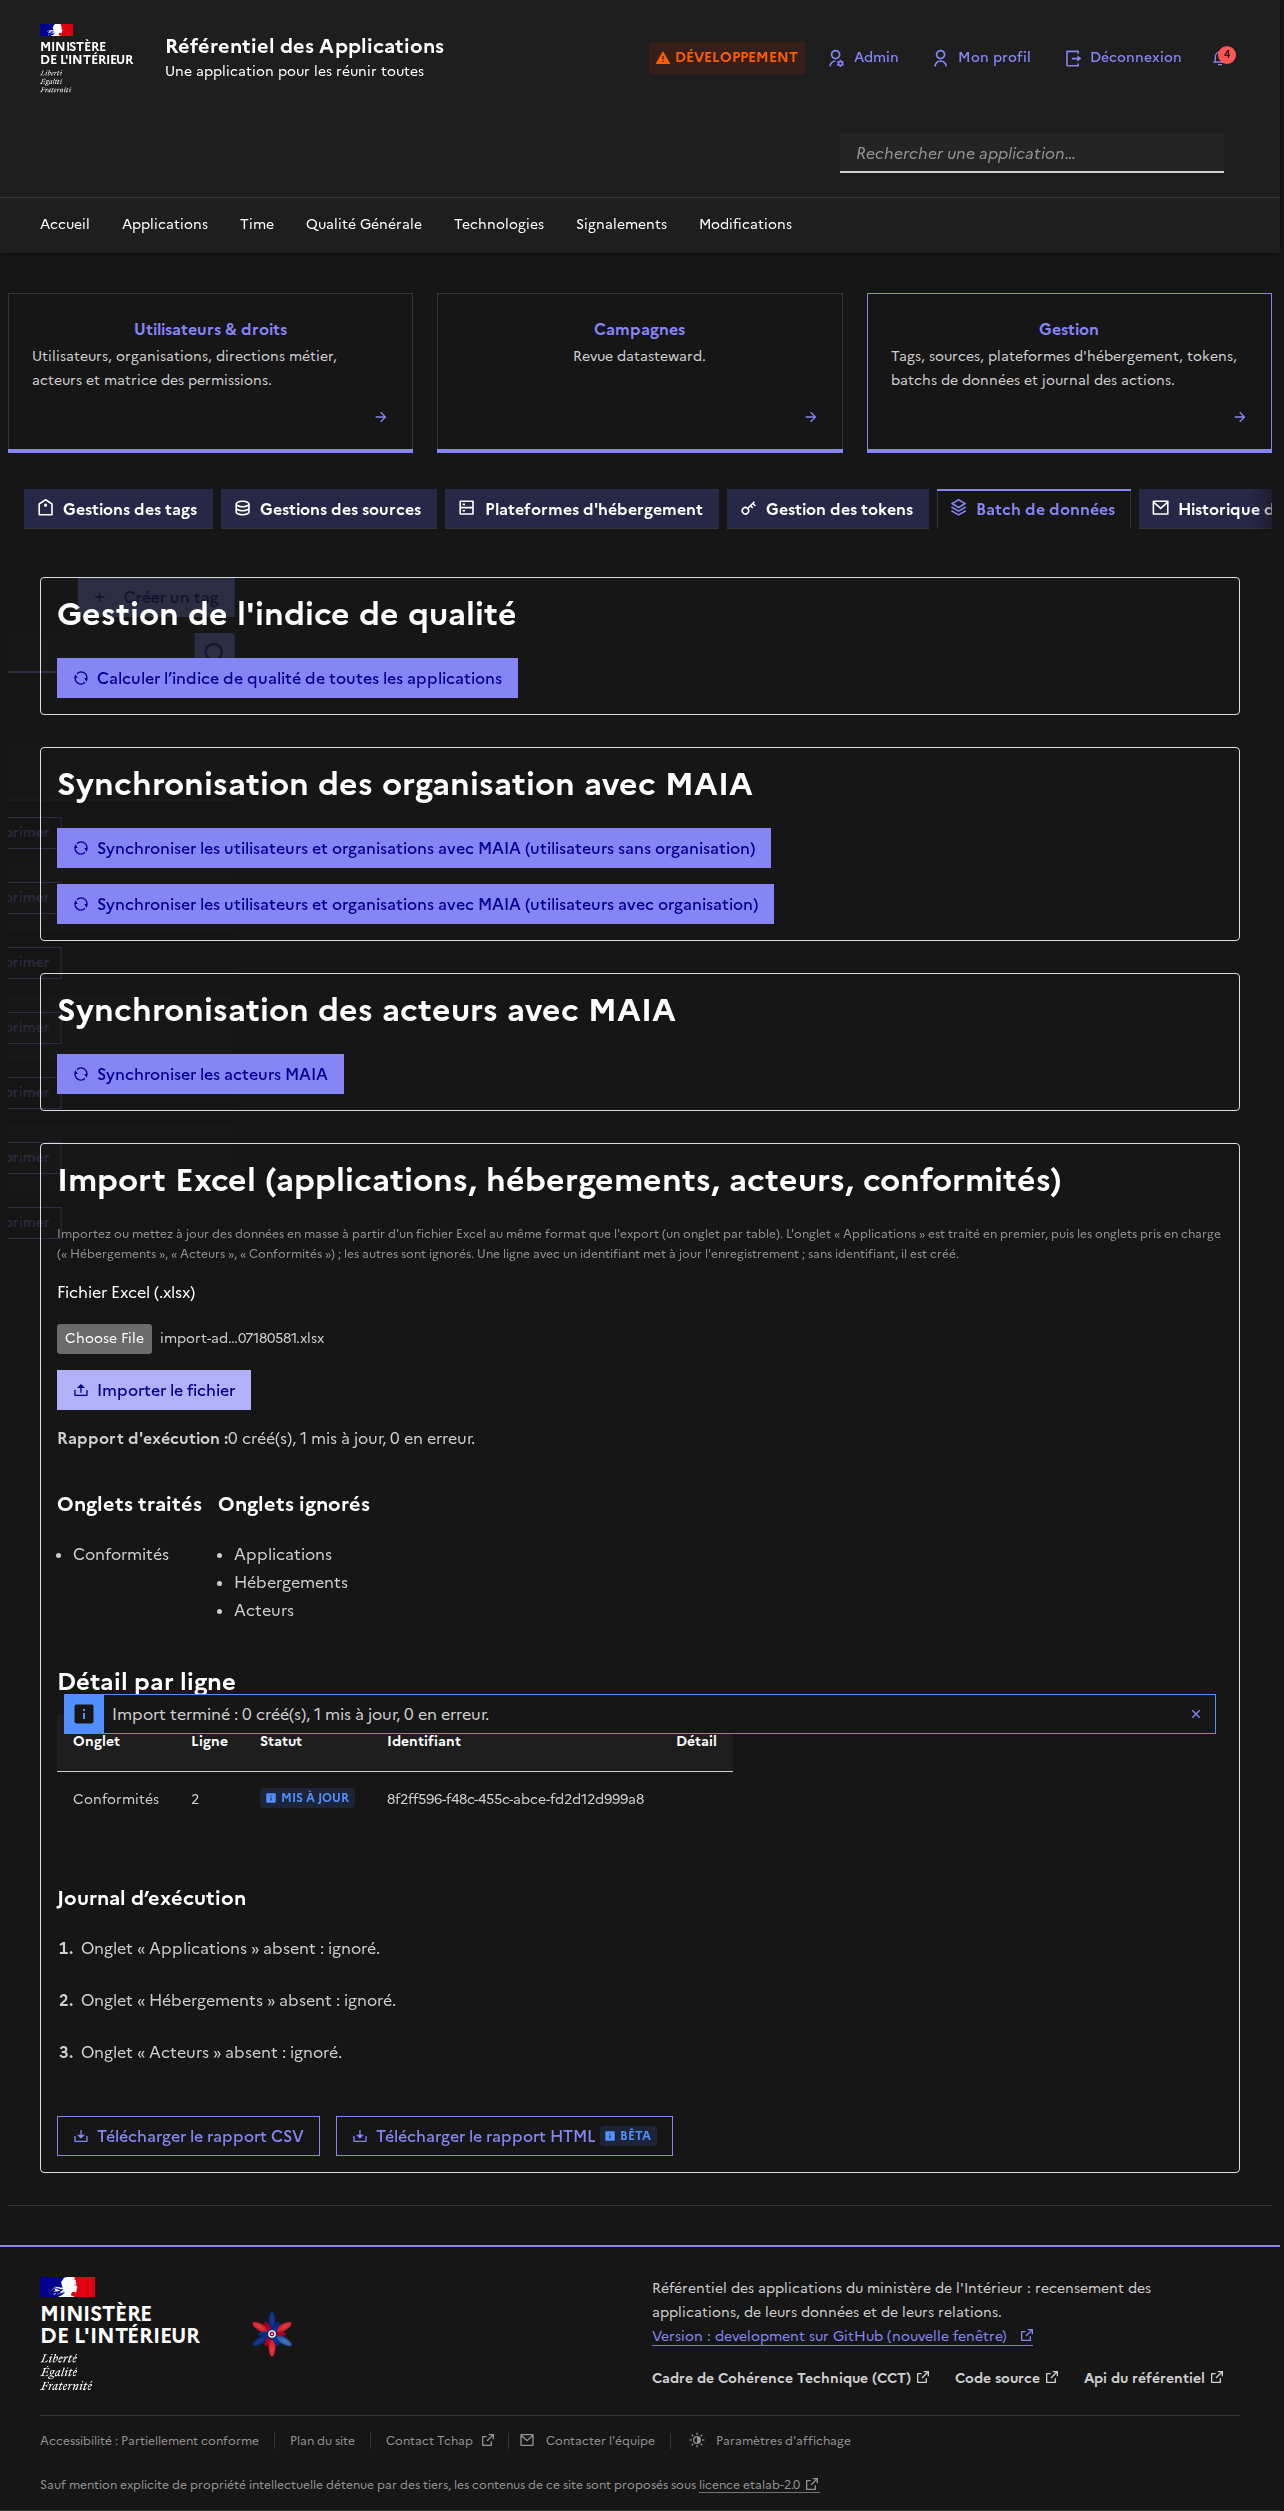 MINISTÈRE
DE L'INTÉRIEUR
Liberté
Égalité
Fraternité
Référentiel des Applications
Une application pour les réunir toutes
DÉVELOPPEMENT
Admin
Mon profil
Déconnexion
4
Rechercher une application...
Accueil Applications Time Qualité Générale Technologies Signalements Modifications
Utilisateurs & droits
Utilisateurs, organisations, directions métier,
acteurs et matrice des permissions.
Campagnes
Revue datasteward.
Gestion
Tags, sources, plateformes d'hébergement, tokens,
batchs de données et journal des actions.
Gestions des tags Gestions des sources Plateformes d'hébergement Gestion des tokens Batch de données Historique d
Créer un tag
Gestion de l'indice de qualité
Calculer l’indice de qualité de toutes les applications
Synchronisation des organisation avec MAIA
primer
Synchroniser les utilisateurs et organisations avec MAIA (utilisateurs sans organisation)
primer
Synchroniser les utilisateurs et organisations avec MAIA (utilisateurs avec organisation)
primer
Synchronisation des acteurs avec MAIA
primer
Synchroniser les acteurs MAIA
primer
primer
Import Excel (applications, hébergements, acteurs, conformités)
primer
Importez ou mettez à jour des données en masse à partir d'un fichier Excel au même format que l'export (un onglet par table). L'onglet « Applications » est traité en premier, puis les onglets pris en charge
(« Hébergements », « Acteurs », « Conformités ») ; les autres sont ignorés. Une ligne avec un identifiant met à jour l'enregistrement ; sans identifiant, il est créé.
Fichier Excel (.xlsx)
Choose File import-ad...07180581.xlsx
Importer le fichier
Rapport d'exécution :0 créé(s), 1 mis à jour, 0 en erreur.
Onglets traités
Conformités
Onglets ignorés
Applications
Hébergements
Acteurs
Détail par ligne
Import terminé : 0 créé(s), 1 mis à jour, 0 en erreur.
Onglet Ligne Statut Identifiant Détail
Conformités 2 MIS À JOUR 8f2ff596-f48c-455c-abce-fd2d12d999a8
Journal d’exécution
1. Onglet « Applications » absent : ignoré.
2. Onglet « Hébergements » absent : ignoré.
3. Onglet « Acteurs » absent : ignoré.
Télécharger le rapport CSV
Télécharger le rapport HTML BÊTA
MINISTÈRE
DE L'INTÉRIEUR
Liberté
Égalité
Fraternité
Référentiel des applications du ministère de l'Intérieur : recensement des
applications, de leurs données et de leurs relations.
Version : development sur GitHub (nouvelle fenêtre)
Cadre de Cohérence Technique (CCT) Code source Api du référentiel
Accessibilité : Partiellement conforme Plan du site Contact Tchap Contacter l'équipe Paramètres d'affichage
Sauf mention explicite de propriété intellectuelle détenue par des tiers, les contenus de ce site sont proposés sous licence etalab-2.0